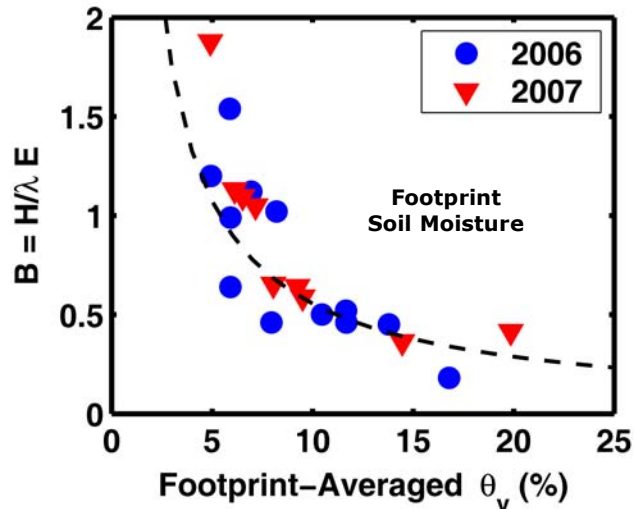 2
1.5
1
0.5
0
B = H/λ E
2006
2007
Footprint
Soil Moisture
0 5 10 15 20 25
Footprint−Averaged θv (%)